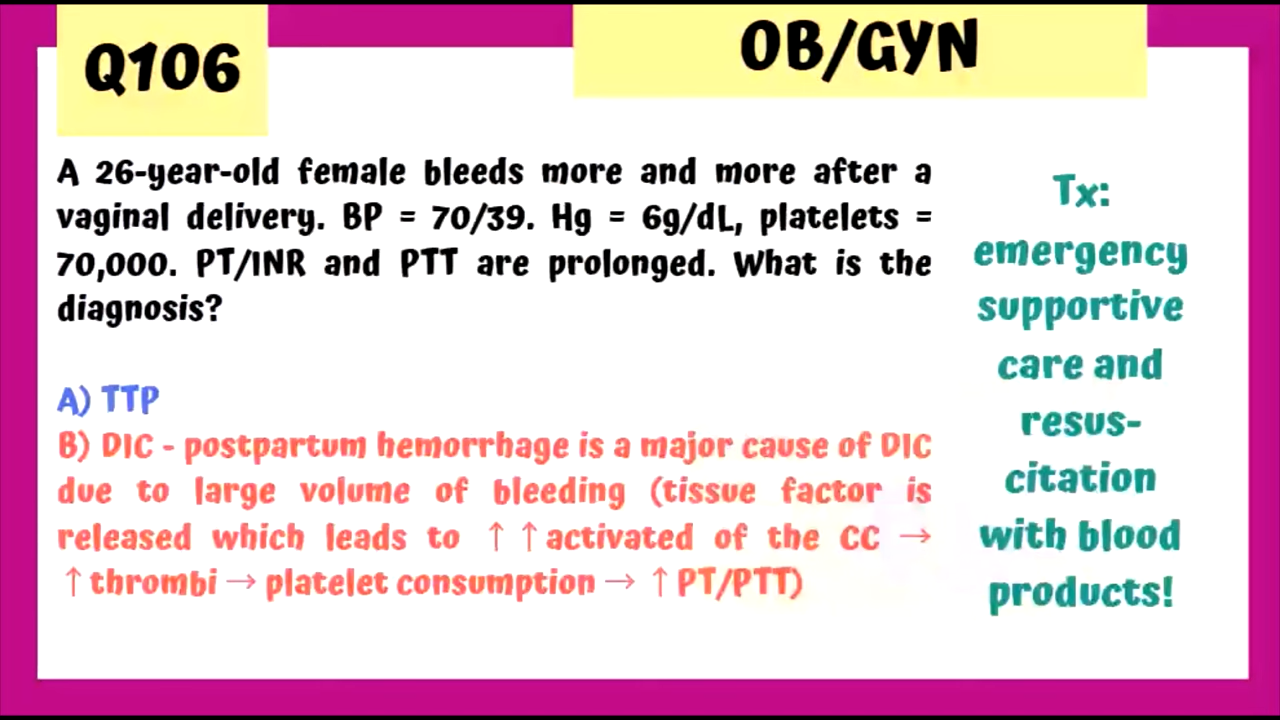 Q106
OB/GYN
A 26-year-old female bleeds more and more after a
vaginal delivery. BP = 70/39. Hg = 6g/dL, platelets =
70,000. PT/INR and PTT are prolonged. What is the
diagnosis?
A) TTP
B) DIC - postpartum hemorrhage is a major cause of DIC
due to large volume of bleeding (tissue factor is
released which leads to ↑ ↑ activated of the CC →
↑ thrombi → platelet consumption → ↑ PT/PTT)
Tx:
emergency
supportive
care and
resus-
citation
with blood
products!